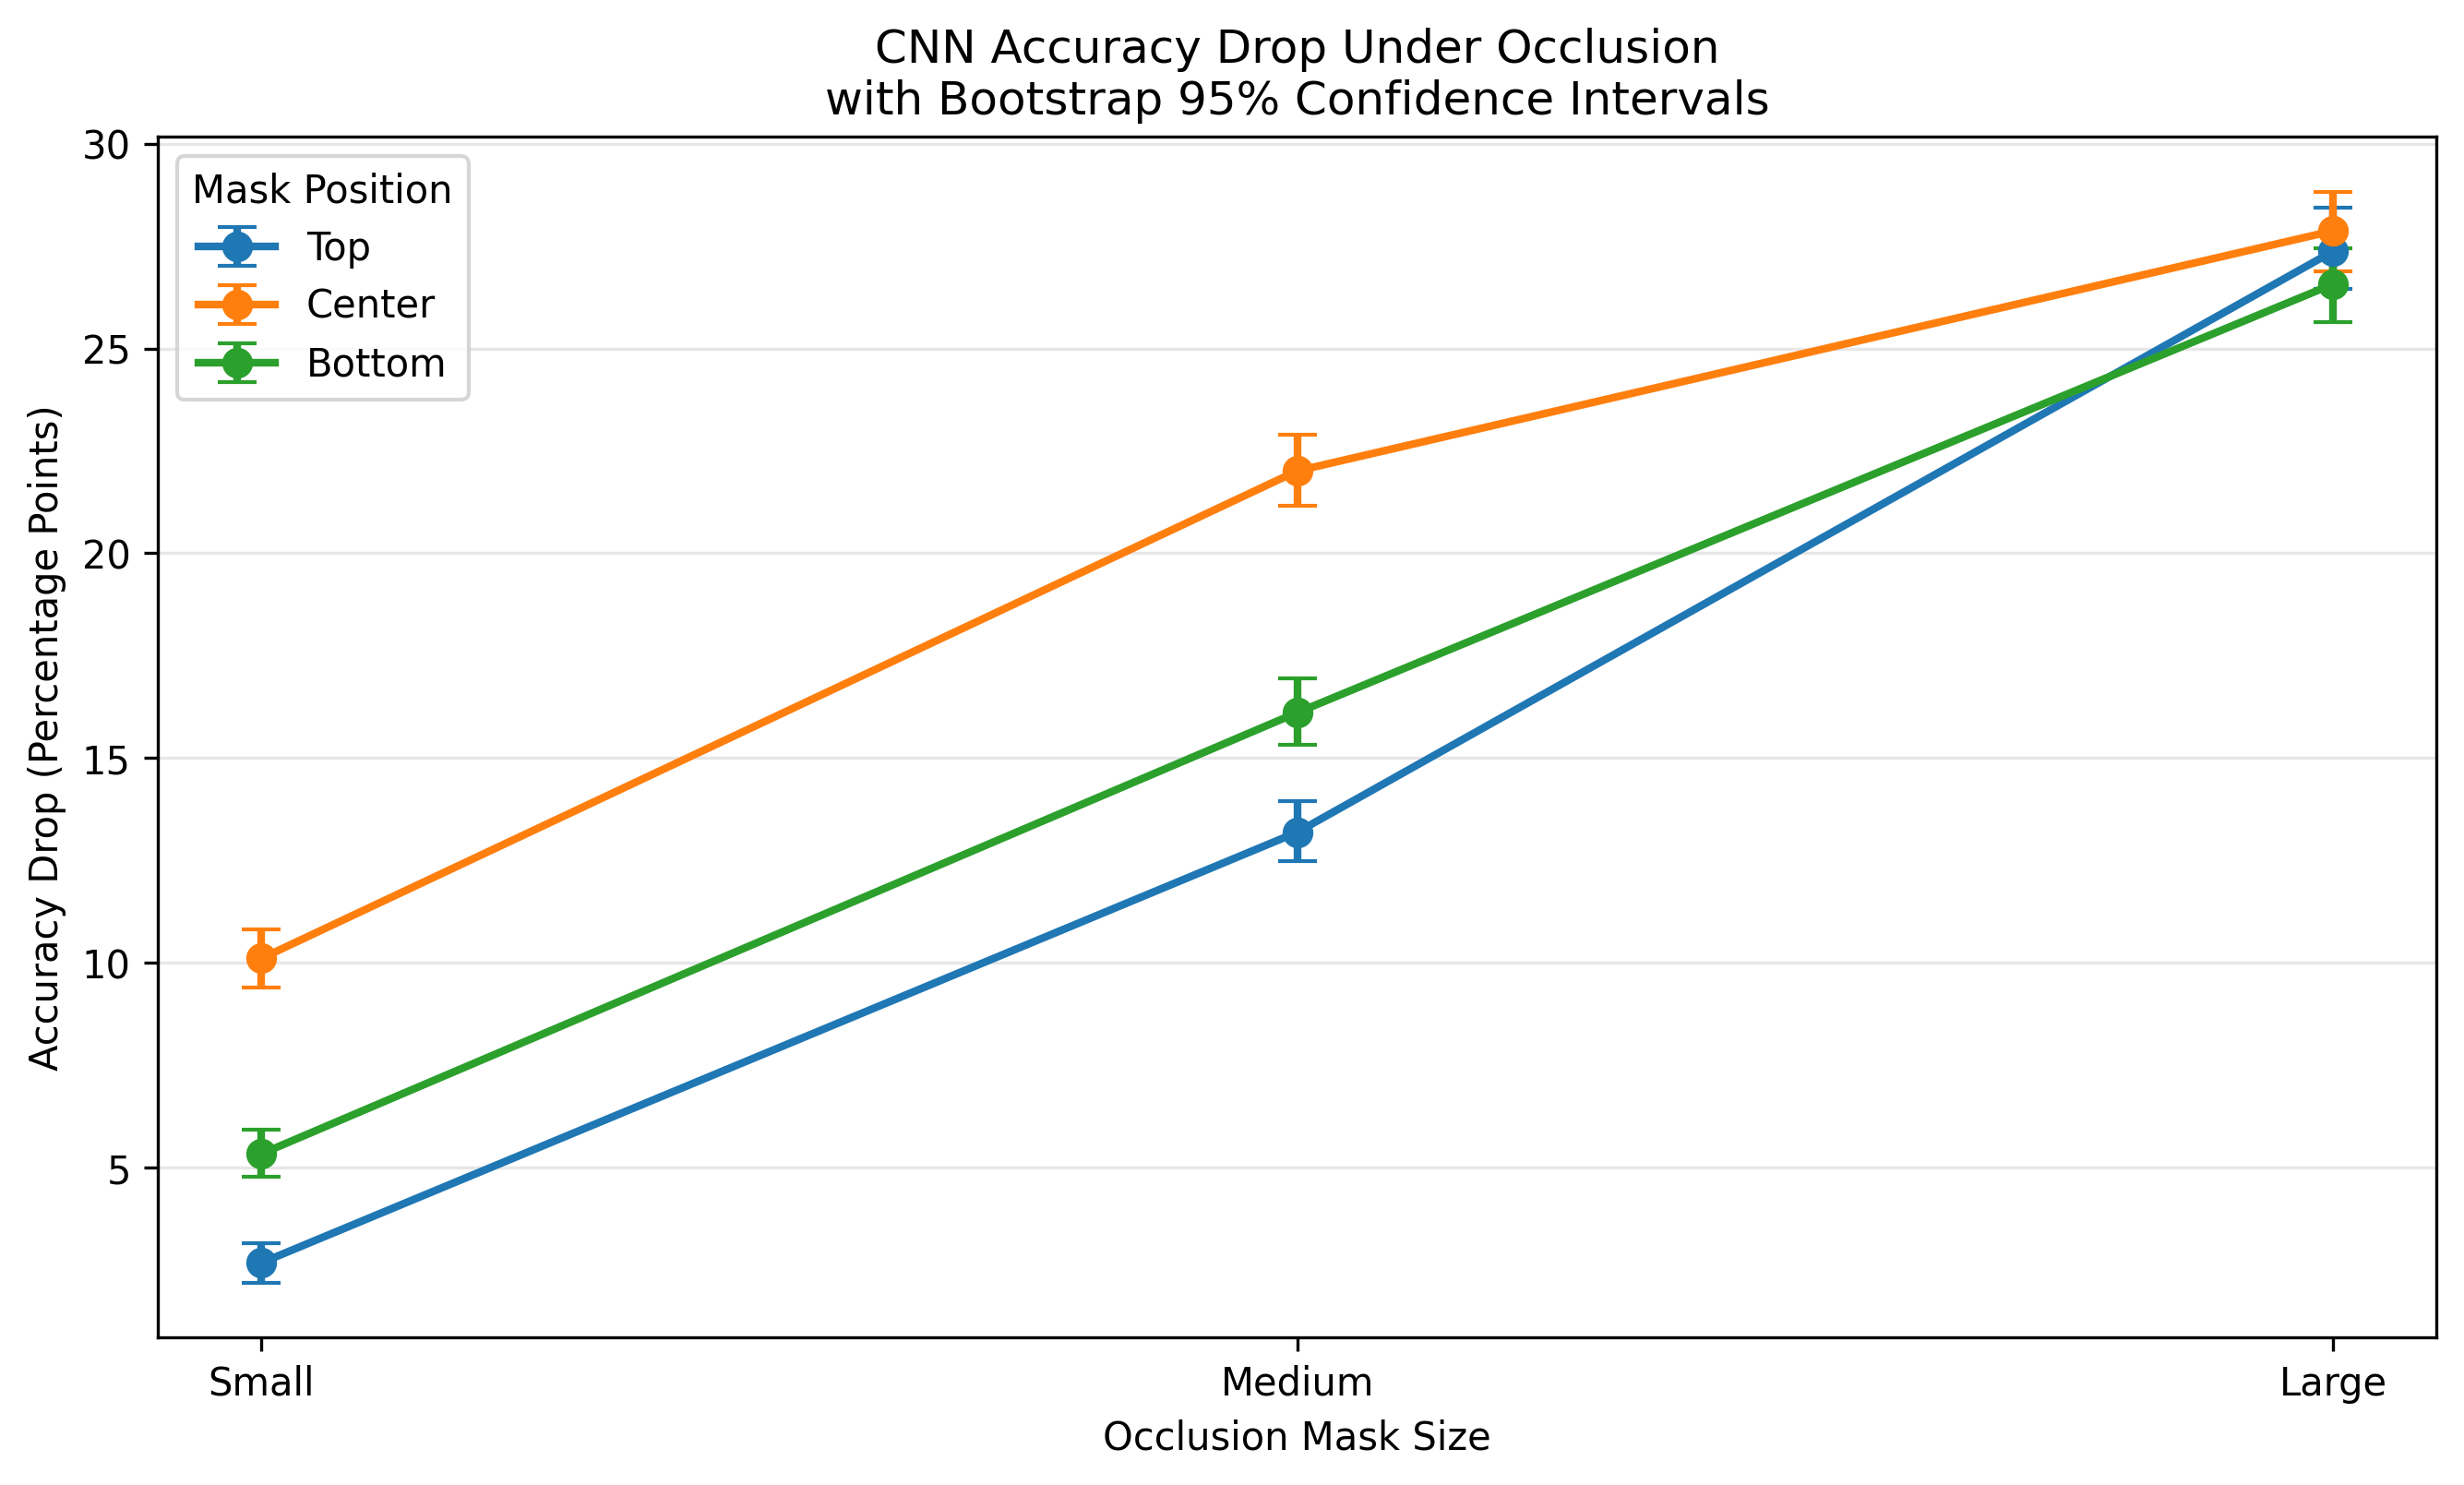 CNN Accuracy Drop Under Occlusion
with Bootstrap 95% Confidence Intervals
Mask Position
Top
Center
Bottom
Accuracy Drop (Percentage Points)
30
25
20
15
10
5
Small
Medium
Large
Occlusion Mask Size